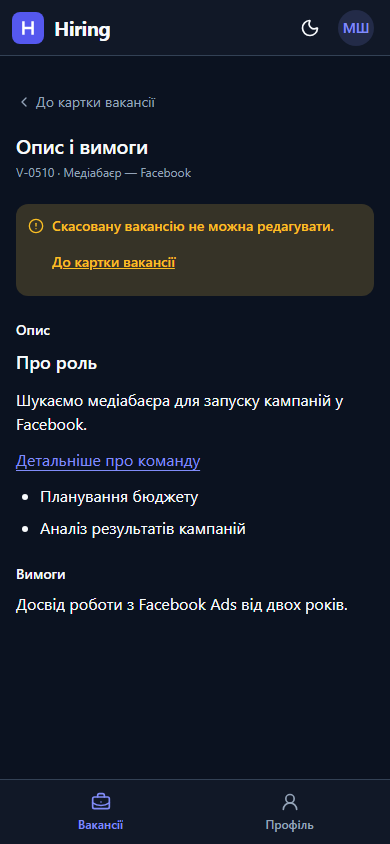 H Hiring МШ
До картки вакансії
Опис і вимоги
V-0510 · Медіабаєр — Facebook
Скасовану вакансію не можна редагувати.
До картки вакансії
Опис
Про роль
Шукаємо медіабаєра для запуску кампаній у
Facebook.
Детальніше про команду
Планування бюджету
Аналіз результатів кампаній
Вимоги
Досвід роботи з Facebook Ads від двох років.
Вакансії Профіль